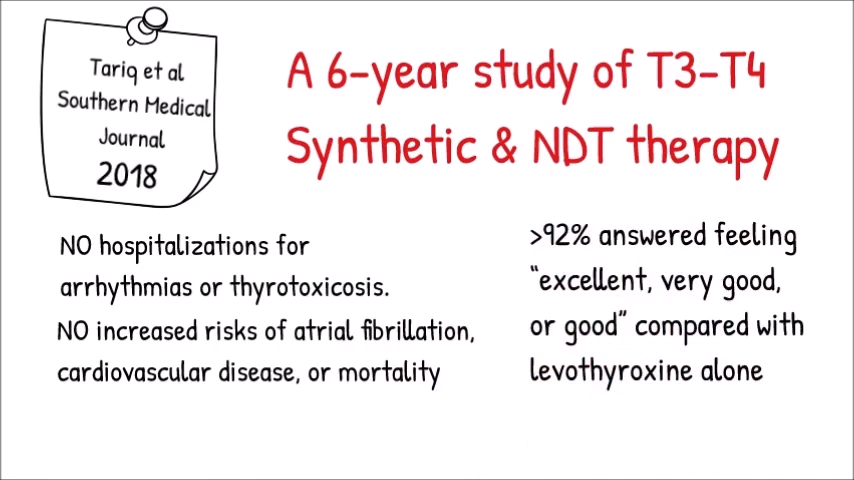 Tariq et al
Southern Medical
Journal
2018
A 6-year study of T3-T4
Synthetic & NDT therapy
NO hospitalizations for
arrhythmias or thyrotoxicosis.
NO increased risks of atrial fibrillation,
cardiovascular disease, or mortality
>92% answered feeling
"excellent, very good,
or good" compared with
levothyroxine alone